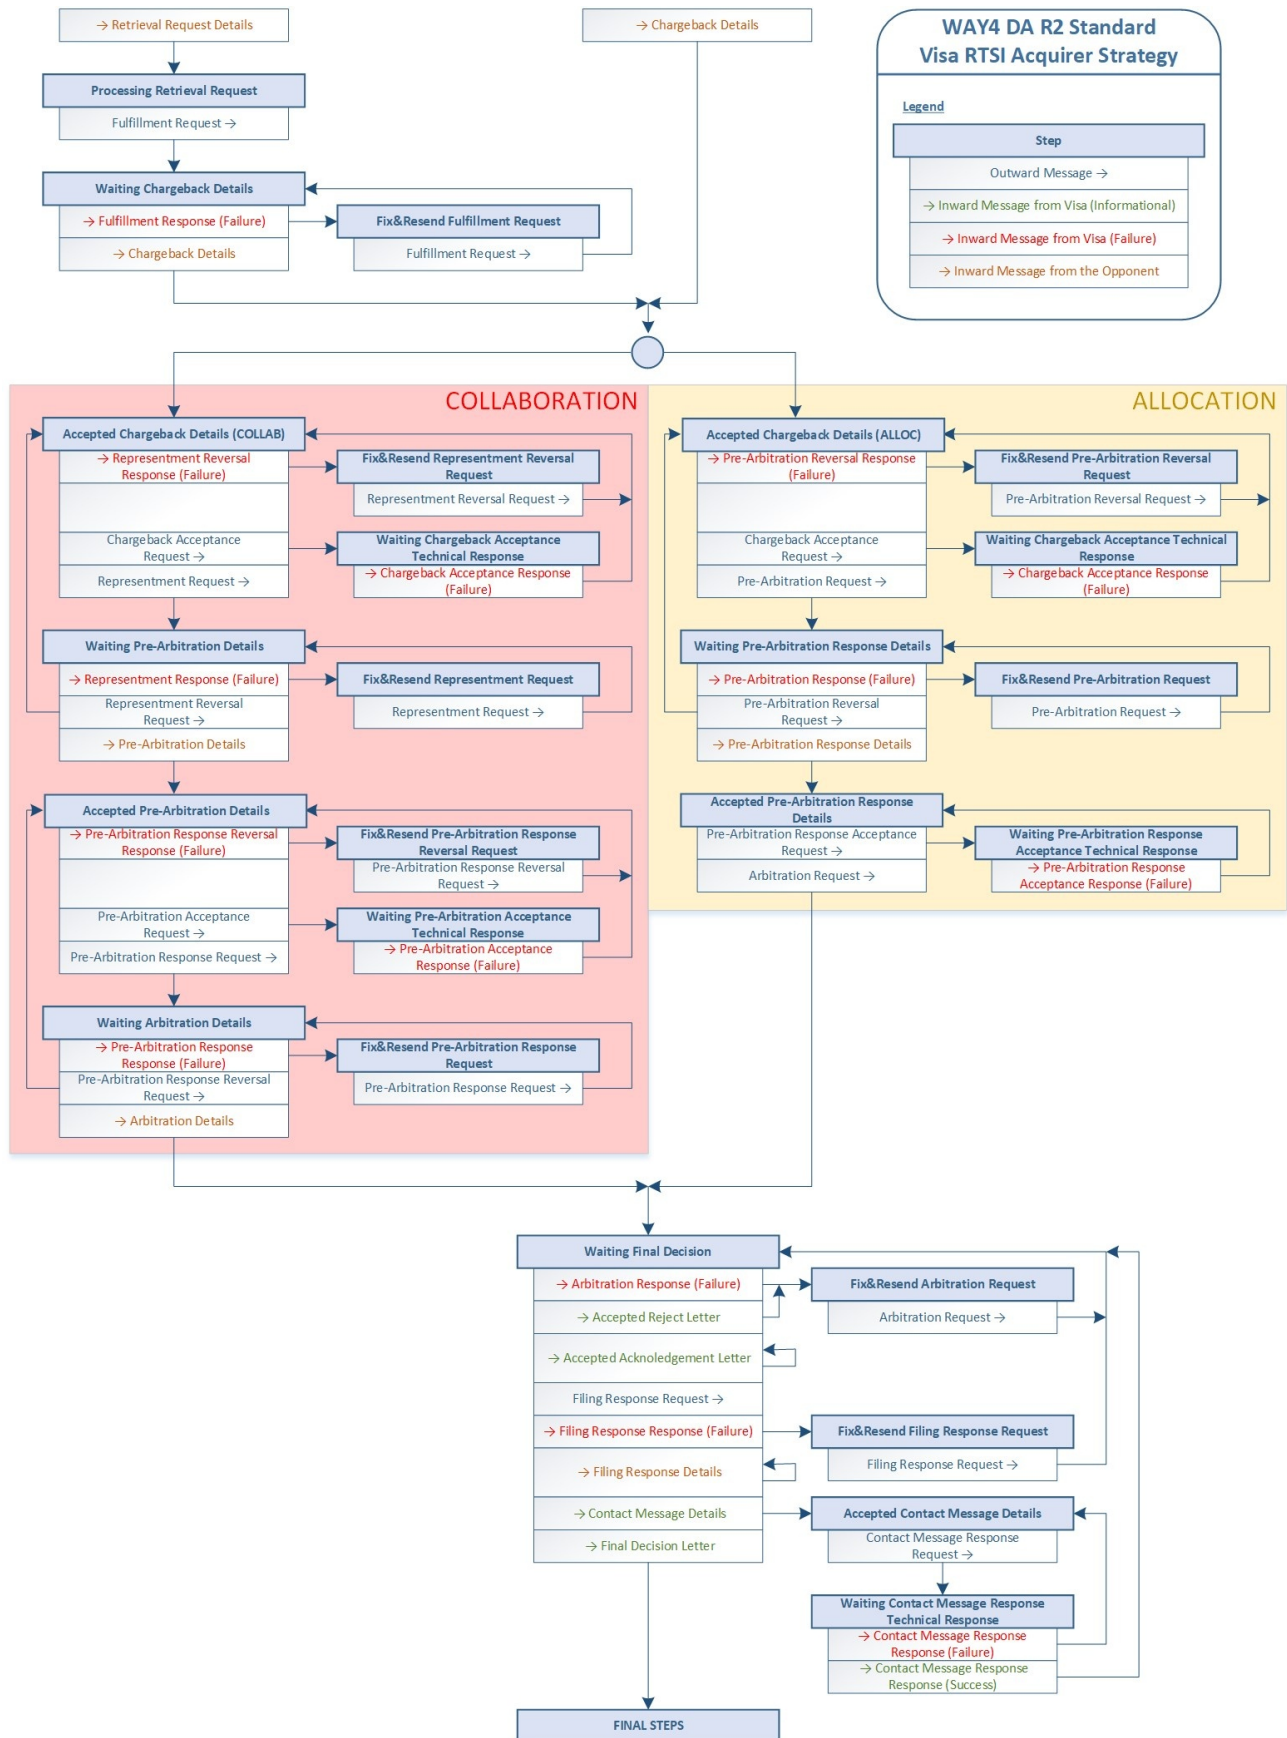 → Retrieval Request Details
→ Chargeback Details
WAY4 DA R2 Standard
Visa RTSI Acquirer Strategy
Legend
Step
Outward Message →
→ Inward Message from Visa (Informational)
→ Inward Message from Visa (Failure)
→ Inward Message from the Opponent
Processing Retrieval Request
Fulfillment Request →
Waiting Chargeback Details
→ Fulfillment Response (Failure)
→ Chargeback Details
Fix&Resend Fulfillment Request
Fulfillment Request →
COLLABORATION
Accepted Chargeback Details (COLLAB)
→ Representment Reversal
Response (Failure)
Chargeback Acceptance
Request →
Representment Request →
Fix&Resend Representment Reversal
Request
Representment Reversal Request →
Waiting Chargeback Acceptance
Technical Response
→ Chargeback Acceptance Response
(Failure)
Waiting Pre-Arbitration Details
→ Representment Response (Failure)
Representment Reversal
Request →
→ Pre-Arbitration Details
Fix&Resend Representment Request
Representment Request →
Accepted Pre-Arbitration Details
→ Pre-Arbitration Response Reversal
Response (Failure)
Pre-Arbitration Acceptance
Request →
Pre-Arbitration Response Request →
Fix&Resend Pre-Arbitration Response
Reversal Request
Pre-Arbitration Response Reversal
Request →
Waiting Pre-Arbitration Acceptance
Technical Response
→ Pre-Arbitration Acceptance
Response (Failure)
Waiting Arbitration Details
→ Pre-Arbitration Response
Response (Failure)
Pre-Arbitration Response Reversal
Request →
→ Arbitration Details
Fix&Resend Pre-Arbitration Response
Request
Pre-Arbitration Response Request →
ALLOCATION
Accepted Chargeback Details (ALLOC)
→ Pre-Arbitration Reversal Response
(Failure)
Chargeback Acceptance
Request →
Pre-Arbitration Request →
Fix&Resend Pre-Arbitration Reversal
Request
Pre-Arbitration Reversal Request →
Waiting Chargeback Acceptance Technical
Response
→ Chargeback Acceptance Response
(Failure)
Waiting Pre-Arbitration Response Details
→ Pre-Arbitration Response (Failure)
Pre-Arbitration Reversal
Request →
→ Pre-Arbitration Response Details
Fix&Resend Pre-Arbitration Request
Pre-Arbitration Request →
Accepted Pre-Arbitration Response
Details
Pre-Arbitration Response Acceptance
Request →
Arbitration Request →
Waiting Pre-Arbitration Response
Acceptance Technical Response
→ Pre-Arbitration Response
Acceptance Response (Failure)
Waiting Final Decision
→ Arbitration Response (Failure)
→ Accepted Reject Letter
→ Accepted Acknoledgement Letter
Filing Response Request →
→ Filing Response Response (Failure)
→ Filing Response Details
→ Contact Message Details
→ Final Decision Letter
Fix&Resend Arbitration Request
Arbitration Request →
Fix&Resend Filing Response Request
Filing Response Request →
Accepted Contact Message Details
Contact Message Response
Request →
Waiting Contact Message Response
Technical Response
→ Contact Message Response
Response (Failure)
→ Contact Message Response
Response (Success)
FINAL STEPS